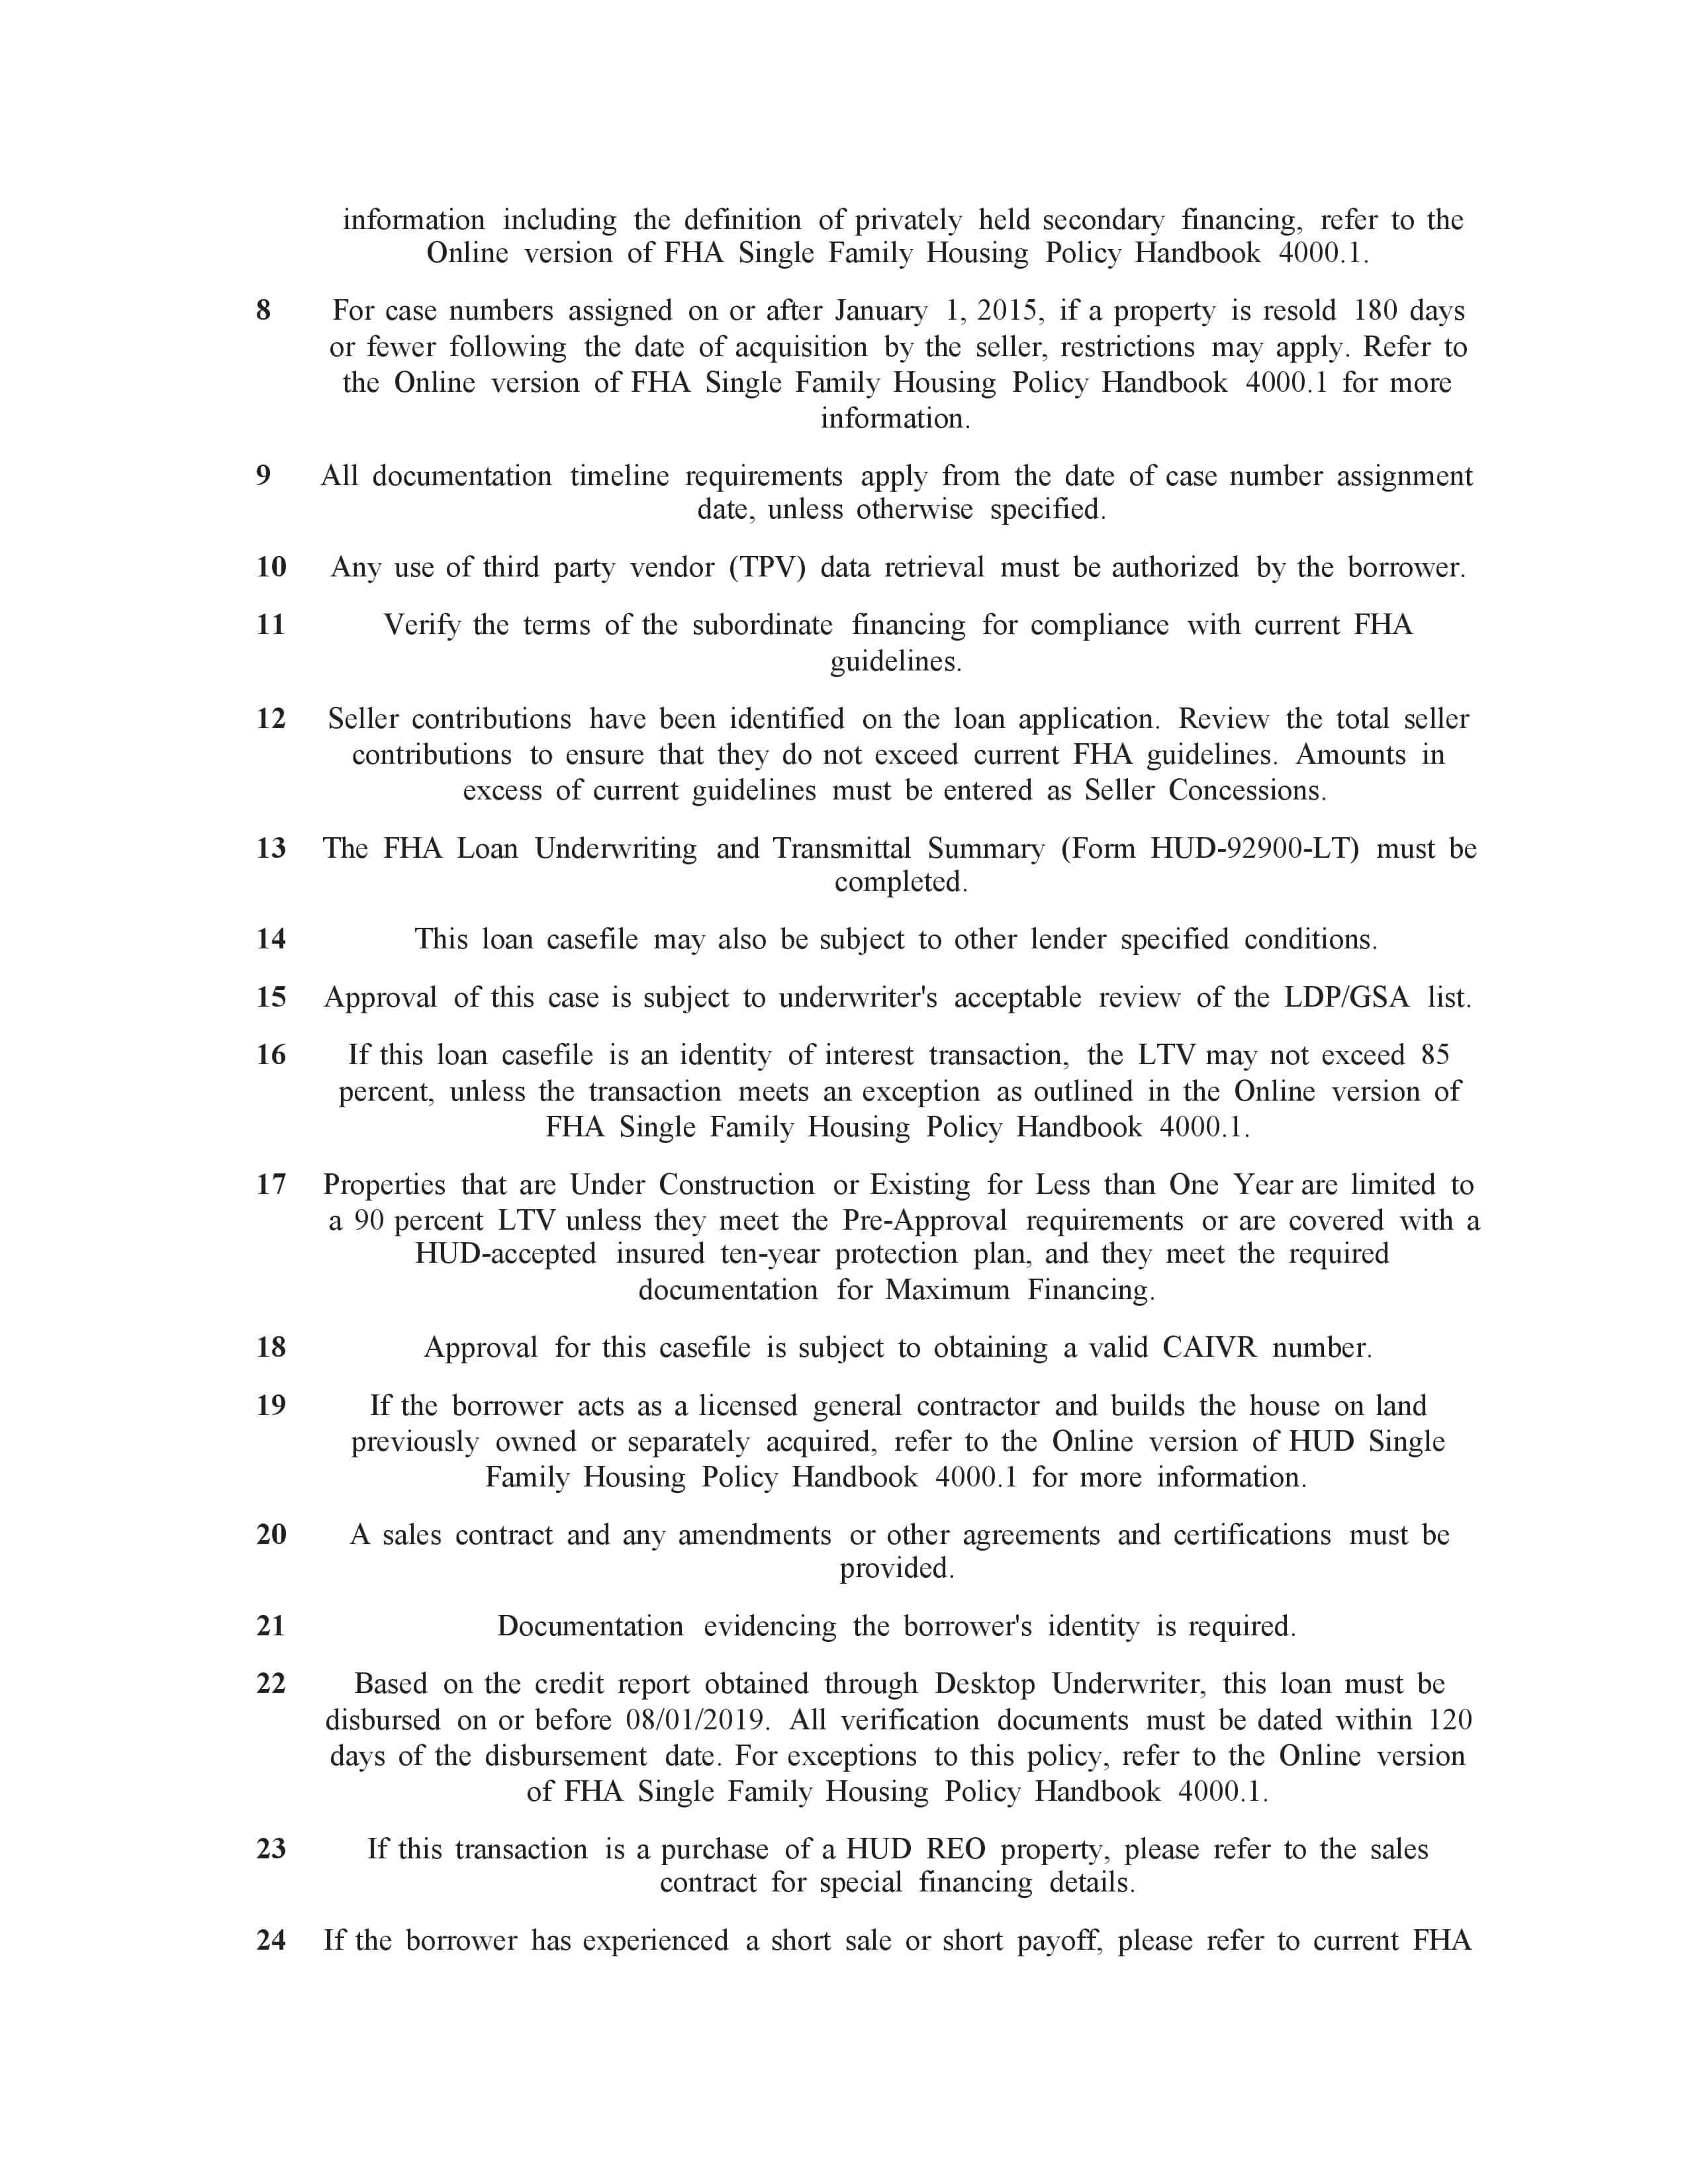 information including the definition of privately held secondary financing, refer to the
Online version of FHA Single Family Housing Policy Handbook 4000.1.
8 For case numbers assigned on or after January 1, 2015, if a property is resold 180 days
or fewer following the date of acquisition by the seller, restrictions may apply. Refer to
the Online version of FHA Single Family Housing Policy Handbook 4000.1 for more
information.
9 All documentation timeline requirements apply from the date of case number assignment
date, unless otherwise specified.
10 Any use of third party vendor (TPV) data retrieval must be authorized by the borrower.
11 Verify the terms of the subordinate financing for compliance with current FHA
guidelines.
12 Seller contributions have been identified on the loan application. Review the total seller
contributions to ensure that they do not exceed current FHA guidelines. Amounts in
excess of current guidelines must be entered as Seller Concessions.
13 The FHA Loan Underwriting and Transmittal Summary (Form HUD-92900-LT) must be
completed.
14 This loan casefile may also be subject to other lender specified conditions.
15 Approval of this case is subject to underwriter's acceptable review of the LDP/GSA list.
16 If this loan casefile is an identity of interest transaction, the LTV may not exceed 85
percent, unless the transaction meets an exception as outlined in the Online version of
FHA Single Family Housing Policy Handbook 4000.1.
17 Properties that are Under Construction or Existing for Less than One Year are limited to
a 90 percent LTV unless they meet the Pre-Approval requirements or are covered with a
HUD-accepted insured ten-year protection plan, and they meet the required
documentation for Maximum Financing.
18 Approval for this casefile is subject to obtaining a valid CAIVR number.
19 If the borrower acts as a licensed general contractor and builds the house on land
previously owned or separately acquired, refer to the Online version of HUD Single
Family Housing Policy Handbook 4000.1 for more information.
20 A sales contract and any amendments or other agreements and certifications must be
provided.
21 Documentation evidencing the borrower's identity is required.
22 Based on the credit report obtained through Desktop Underwriter, this loan must be
disbursed on or before 08/01/2019. All verification documents must be dated within 120
days of the disbursement date. For exceptions to this policy, refer to the Online version
of FHA Single Family Housing Policy Handbook 4000.1.
23 If this transaction is a purchase of a HUD REO property, please refer to the sales
contract for special financing details.
24 If the borrower has experienced a short sale or short payoff, please refer to current FHA